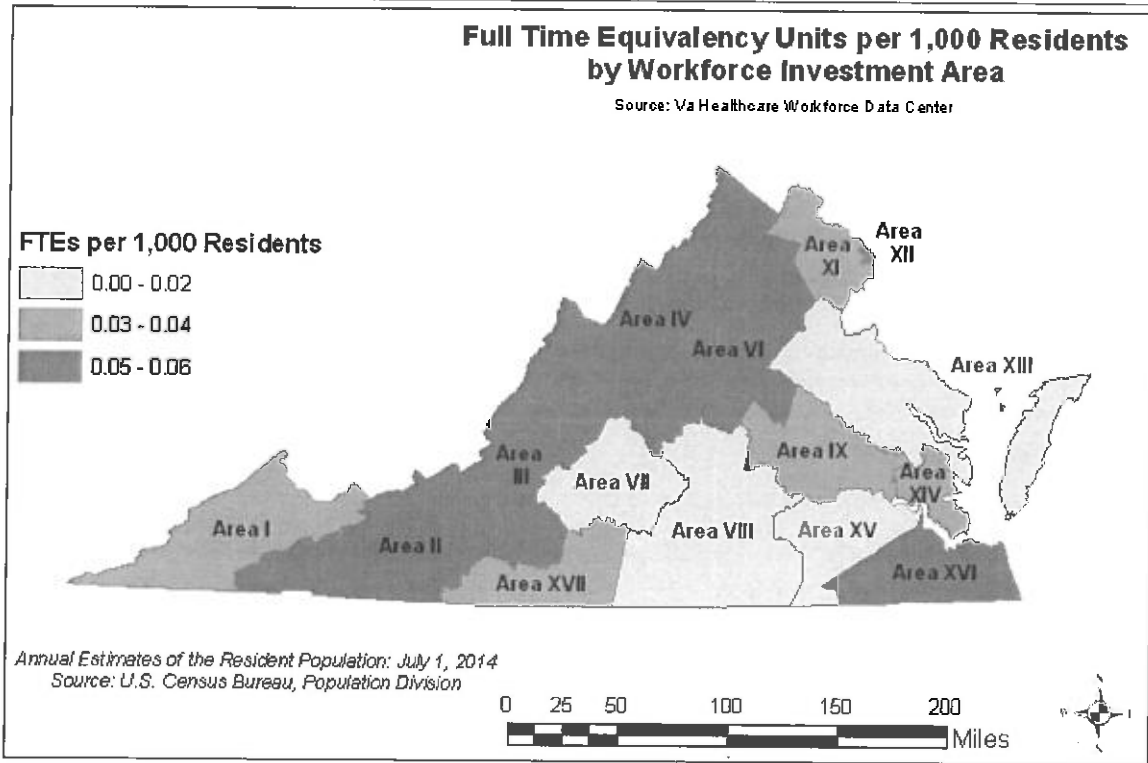 Full Time Equivalency Units per 1,000 Residents
by Workforce Investment Area
Source: Va Healthcare Workforce Data Center
FTEs per 1,000 Residents
0.00 - 0.02
0.03 - 0.04
0.05 - 0.06
Area
XII
Area
XI
Area IV
Area VI
Area XIII
Area
III
Area VII
Area IX
Area
XIV
Area I
Area II
Area VIII
Area XV
Area XVII
Area XVI
Annual Estimates of the Resident Population: July 1, 2014
Source: U.S. Census Bureau, Population Division
0 25 50 100 150 200
Miles